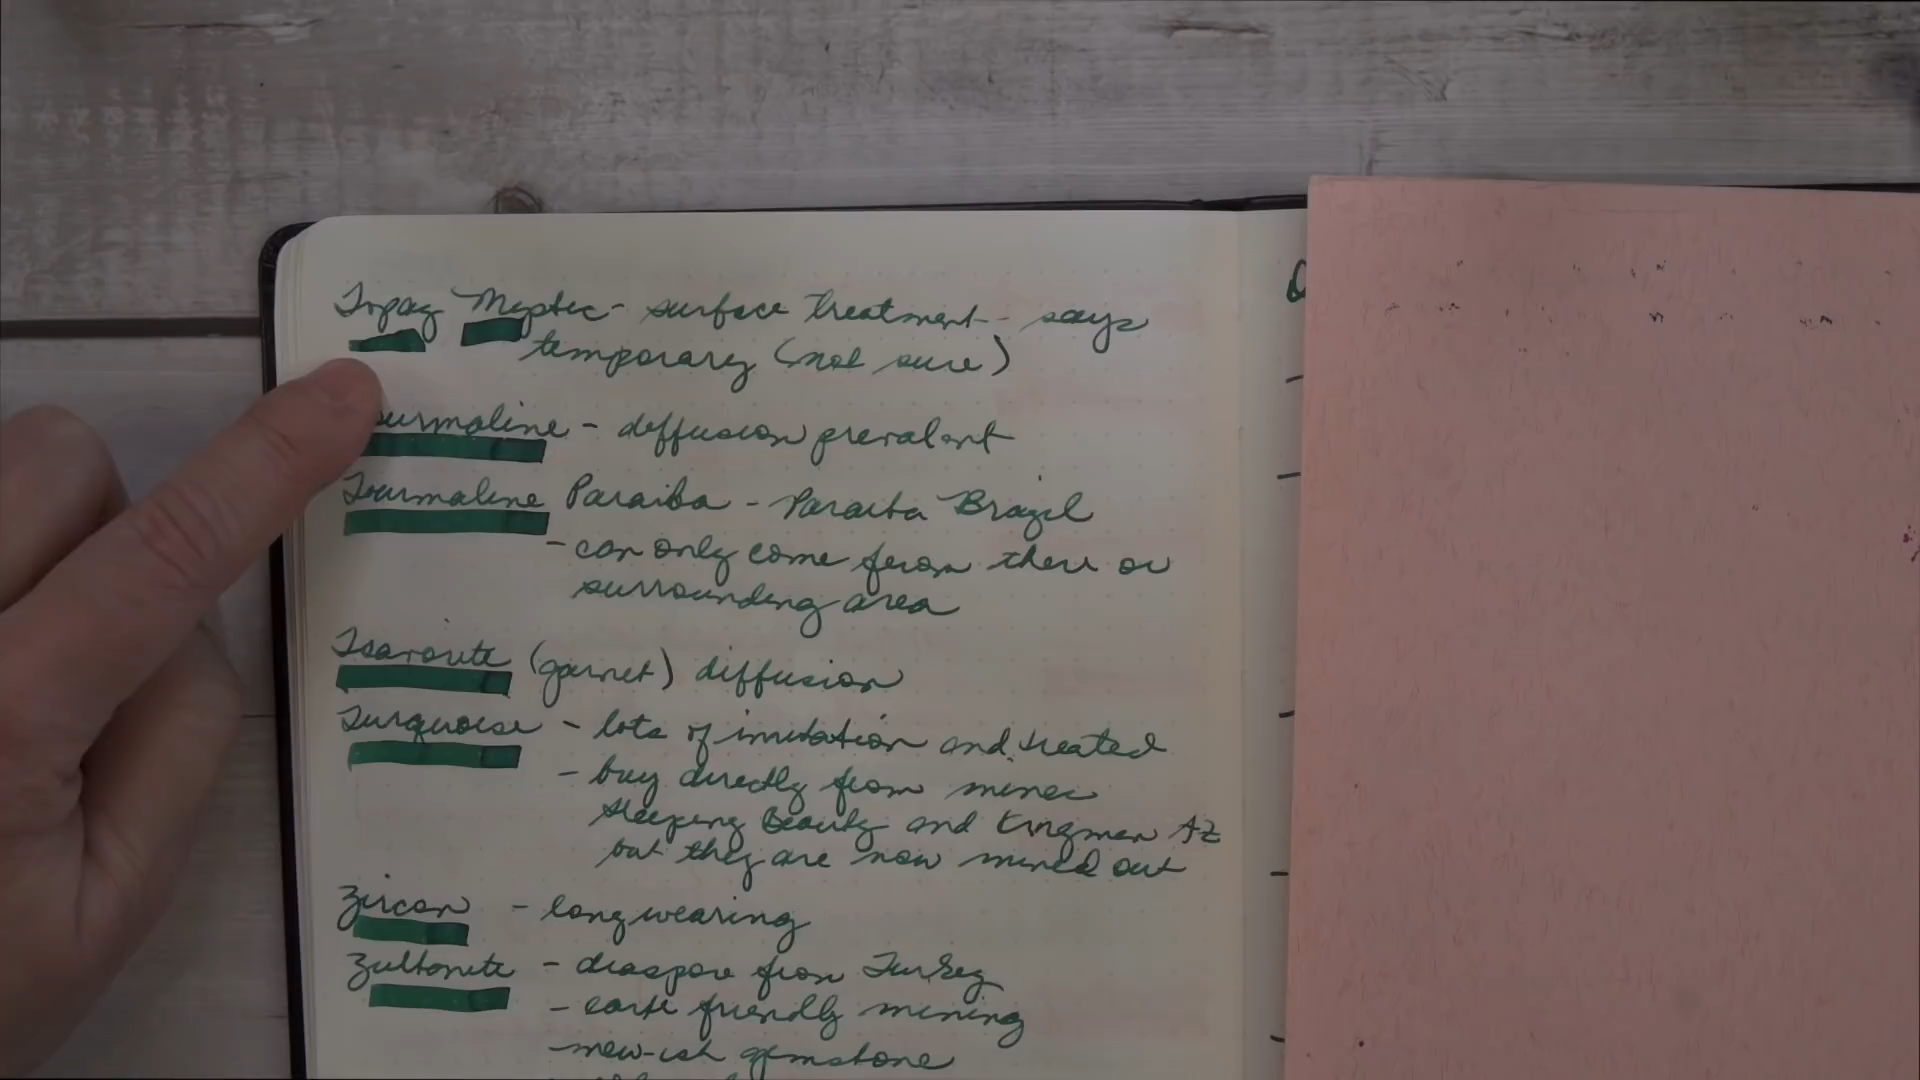 Topaz Mystic - surface treatment - says
temporary (not sure)
ourmaline - diffusion prevalent
Tourmaline Paraiba - Paraiba Brazil
- can only come from there or
surrounding area
Tsavorite (garnet) diffusion
Turquoise - lots of imitation and treated
- buy directly from mines
Sleeping Beauty and Kingman AZ
but they are now mined out
Zircon - long wearing
Zultanite - diaspore from Turkey
- earth friendly mining
- new-ish gemstone